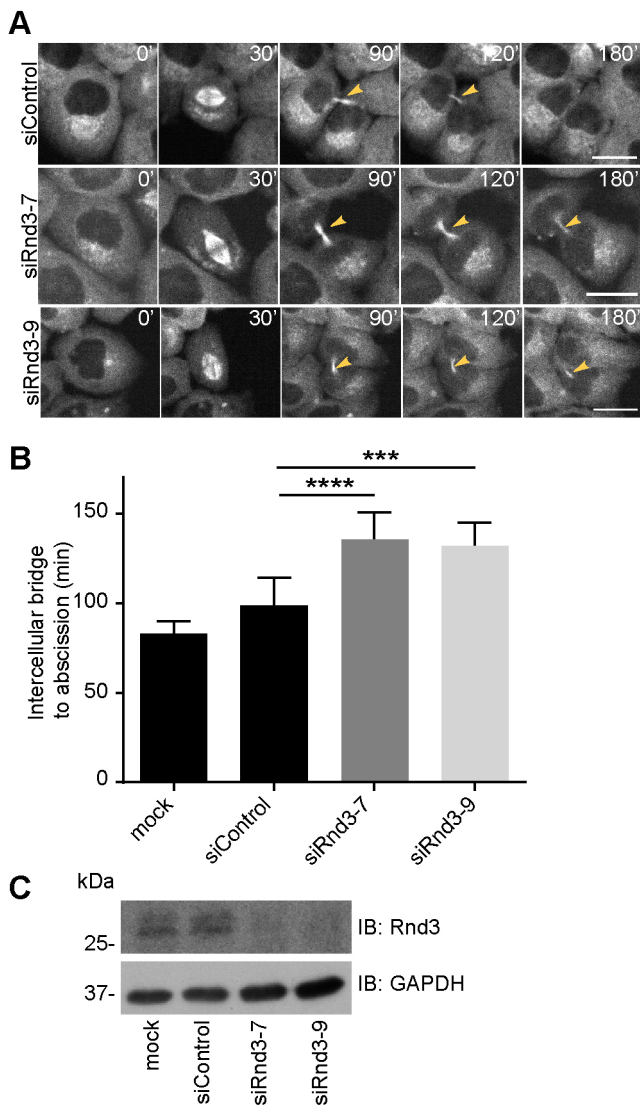 A
siControl
0’
30’
90’
120’
180’
siRnd3-7
0’
30’
90’
120’
180’
siRnd3-9
0’
30’
90’
120’
180’
B
Intercellular bridge
to abscission (min)
150
100
50
0
***
****
mock
siControl
siRnd3-7
siRnd3-9
C
kDa
25-
IB: Rnd3
37-
IB: GAPDH
mock
siControl
siRnd3-7
siRnd3-9